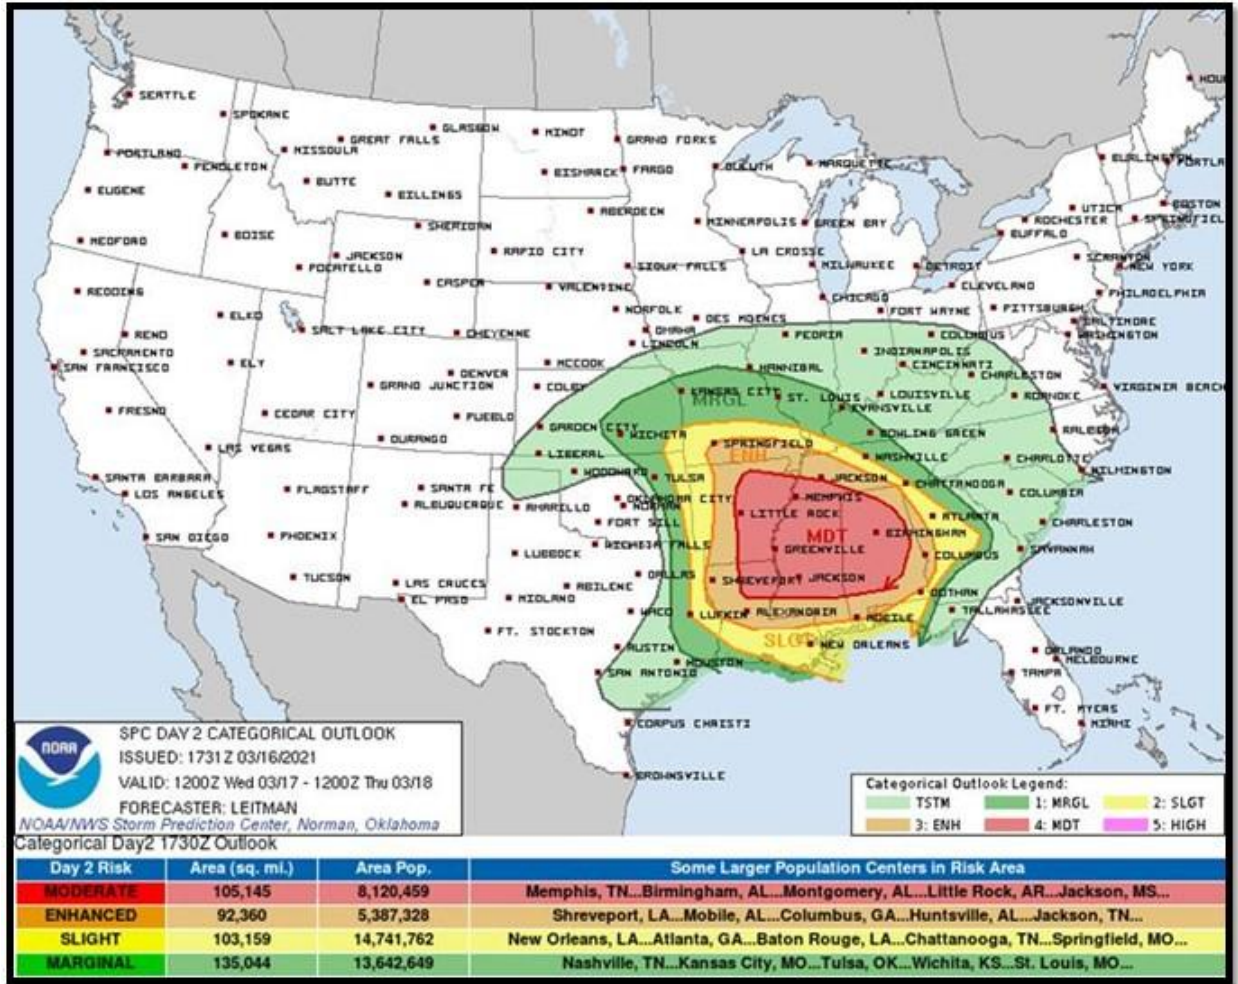 SEATTLE
SPOKANE
GLASGOW
MINOT
GRAND FORKS
GREAT FALLS
MISSOULA
PORTLAND
PENDLETON
BUTTE
BISMARCK
FARGO
DULUTH
MARQUETTE
BURLINGTON
EUGENE
BILLINGS
ABERDEEN
MINNEAPOLIS
GREEN BAY
UTICA
BOSTON
ROCHESTER
MEDFORD
BOISE
SHERIDAN
BUFFALO
JACKSON
RAPID CITY
LA CROSSE
POCATELLO
SIOUX FALLS
MILWAUKEE
DETROIT
SCRANTON
NEW YORK
REDDING
CASPER
VALENTINE
CLEVELAND
CHICAGO
PHILADELPHIA
ELKO
NORFOLK
DES MOINES
FORT WAYNE
PITTSBURGH
RENO
SALT LAKE CITY
CHEYENNE
OMAHA
LINCOLN
PEORIA
COLUMBUS
BALTIMORE
WASHINGTON
SACRAMENTO
SAN FRANCISCO
ELY
MCCOOK
HANNIBAL
INDIANAPOLIS
CINCINNATI
CHARLESTON
DENVER
GRAND JUNCTION
COLBY
KANSAS CITY
MRGL
ST. LOUIS
LOUISVILLE
EVANSVILLE
ROANOKE
VIRGINIA BEACH
FRESNO
CEDAR CITY
PUEBLO
GARDEN CITY
WICHITA
BOWLING GREEN
RALEIGH
LAS VEGAS
DURANGO
LIBERAL
SPRINGFIELD
ENH
NASHVILLE
CHARLOTTE
WILMINGTON
SANTA BARBARA
LOS ANGELES
FLAGSTAFF
SANTA FE
WOODWARD
TULSA
JACKSON
CHATTANOOGA
COLUMBIA
ALBUQUERQUE
AMARILLO
OKLAHOMA CITY
NORMAN
MEMPHIS
LITTLE ROCK
ATLANTA
CHARLESTON
SAN DIEGO
PHOENIX
FORT SILL
WICHITA FALLS
MDT
BIRMINGHAM
LUBBOCK
GREENVILLE
COLUMBUS
SAVANNAH
TUCSON
LAS CRUCES
EL PASO
ABILENE
DALLAS
SHREVEPORT
JACKSON
MIDLAND
DOTHAN
JACKSONVILLE
WACO
LUFKIN
ALEXANDRIA
MOBILE
TALLAHASSEE
FT. STOCKTON
AUSTIN
SLGT
NEW ORLEANS
HOUSTON
SAN ANTONIO
ORLANDO
MELBOURNE
TAMPA
CORPUS CHRISTI
FT. MYERS
MIAMI
BROWNSVILLE
NOAA
SPC DAY 2 CATEGORICAL OUTLOOK
ISSUED: 1731Z 03/16/2021
VALID: 1200Z Wed 03/17 - 1200Z Thu 03/18
FORECASTER: LEITMAN
NOAA/NWS Storm Prediction Center, Norman, Oklahoma
Categorical Outlook Legend:
TSTM 1: MRGL 2: SLGT
3: ENH 4: MDT 5: HIGH
Categorical Day2 1730Z Outlook
Day 2 Risk Area (sq. mi.) Area Pop. Some Larger Population Centers in Risk Area
MODERATE 105,145 8,120,459 Memphis, TN...Birmingham, AL...Montgomery, AL...Little Rock, AR...Jackson, MS...
ENHANCED 92,360 5,387,328 Shreveport, LA...Mobile, AL...Columbus, GA...Huntsville, AL...Jackson, TN...
SLIGHT 103,159 14,741,762 New Orleans, LA...Atlanta, GA...Baton Rouge, LA...Chattanooga, TN...Springfield, MO...
MARGINAL 135,044 13,642,649 Nashville, TN...Kansas City, MO...Tulsa, OK...Wichita, KS...St. Louis, MO...